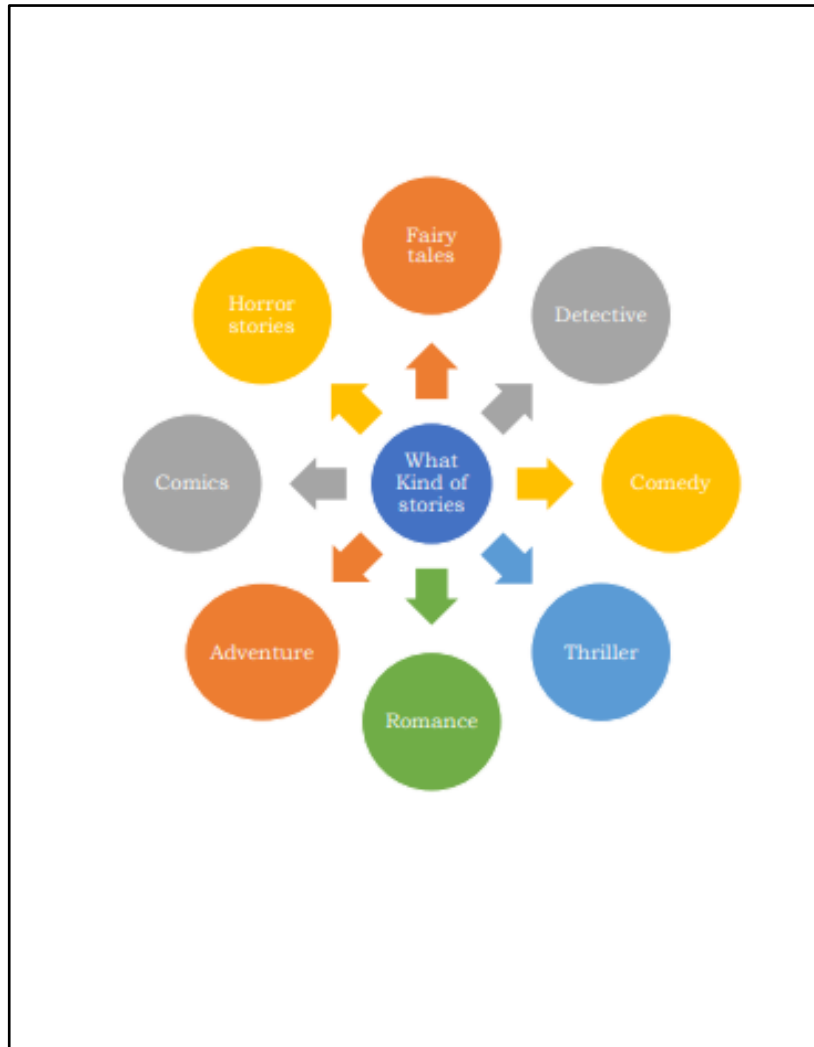 Fairy
tales
Horror
stories
Detective
What
Kind of
stories
Comics
Comedy
Adventure
Thriller
Romance